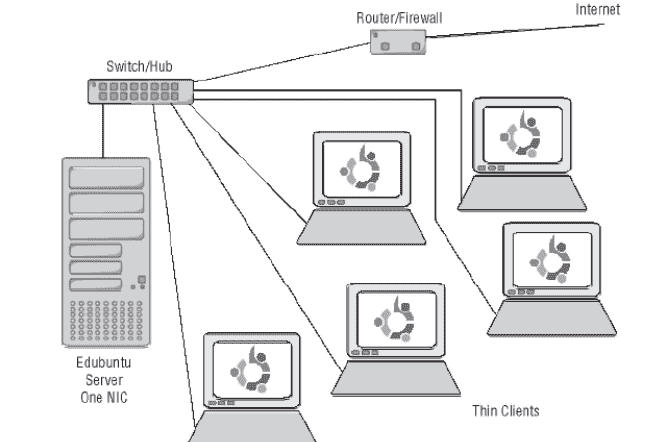 Internet
Router/Firewall
Switch/Hub
Edubuntu
Server
One NIC
Thin Clients